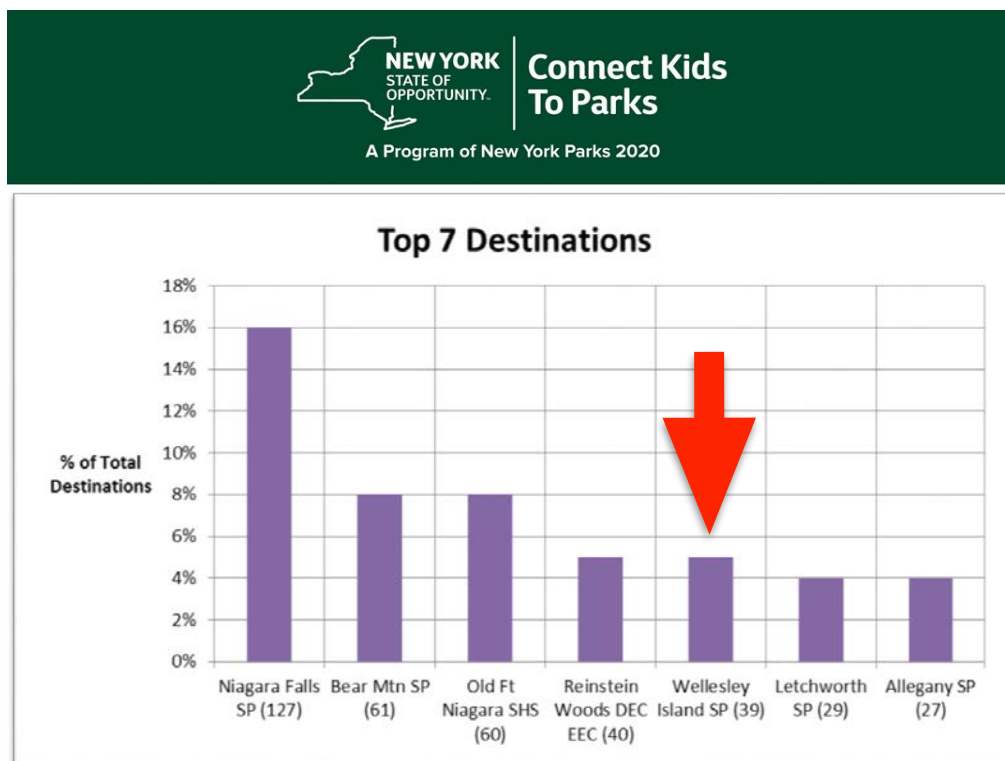 NEW YORK
STATE OF
OPPORTUNITY™
Connect Kids
To Parks
A Program of New York Parks 2020
Top 7 Destinations
% of Total
Destinations
18%
16%
14%
12%
10%
8%
6%
4%
2%
0%
Niagara Falls
SP (127)
Bear Mtn SP
(61)
Old Ft
Niagara SHS
(60)
Reinstein
Woods DEC
EEC (40)
Wellesley
Island SP (39)
Letchworth
SP (29)
Allegany SP
(27)